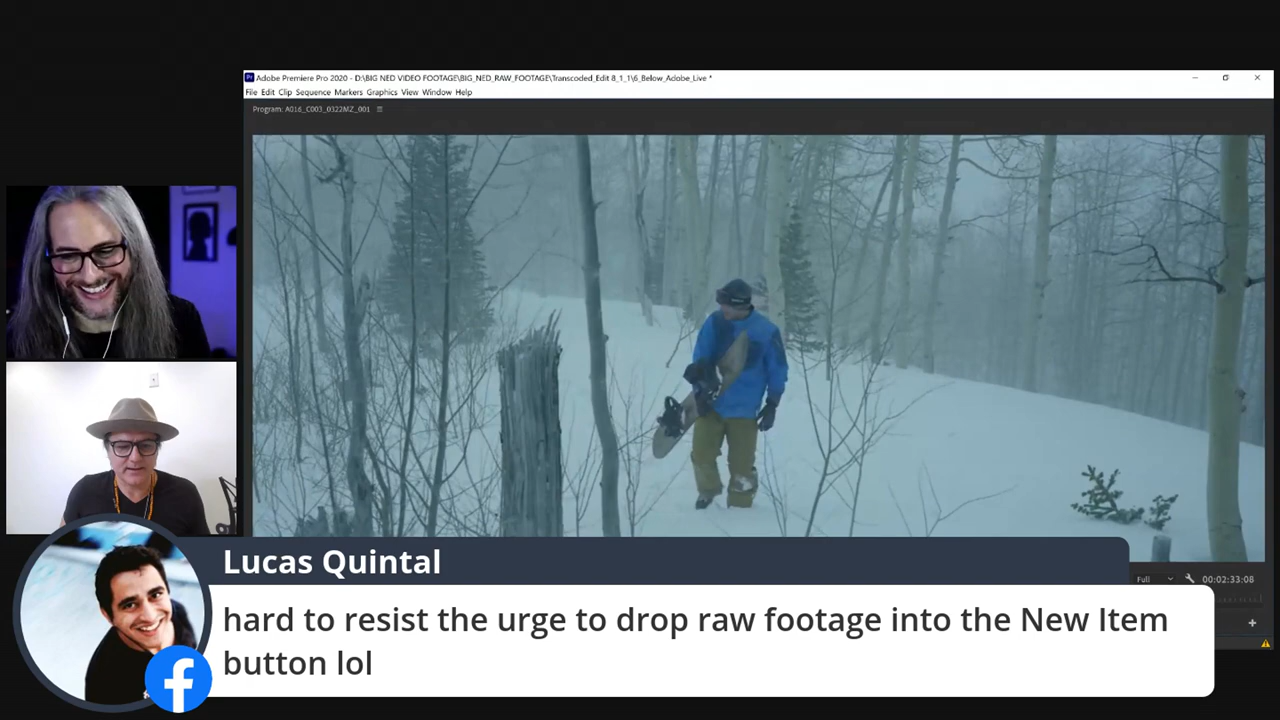 Adobe Premiere Pro 2020 - D:\BIG NED VIDEO FOOTAGE\BIG_NED_RAW_FOOTAGE\Transcoded_Edit 8_1_1\6_Below_Adobe_Live *
File Edit Clip Sequence Markers Graphics View Window Help
Program: A016_C003_0322MZ_001
Lucas Quintal
Full
00:02:33:08
hard to resist the urge to drop raw footage into the New Item
button lol